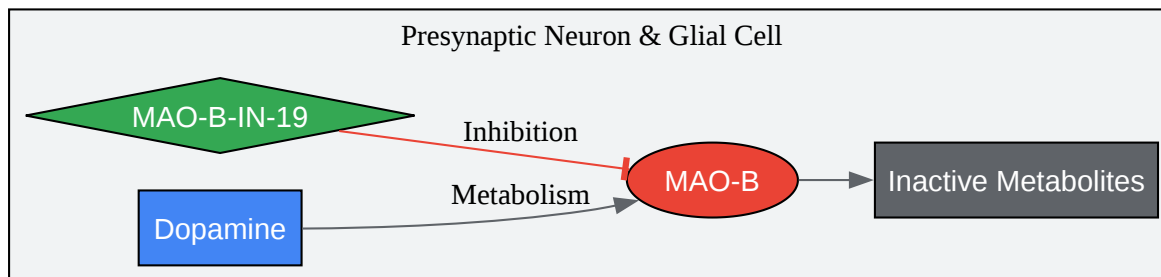 Presynaptic Neuron & Glial Cell
MAO-B-IN-19
Inhibition
MAO-B
Inactive Metabolites
Metabolism
Dopamine